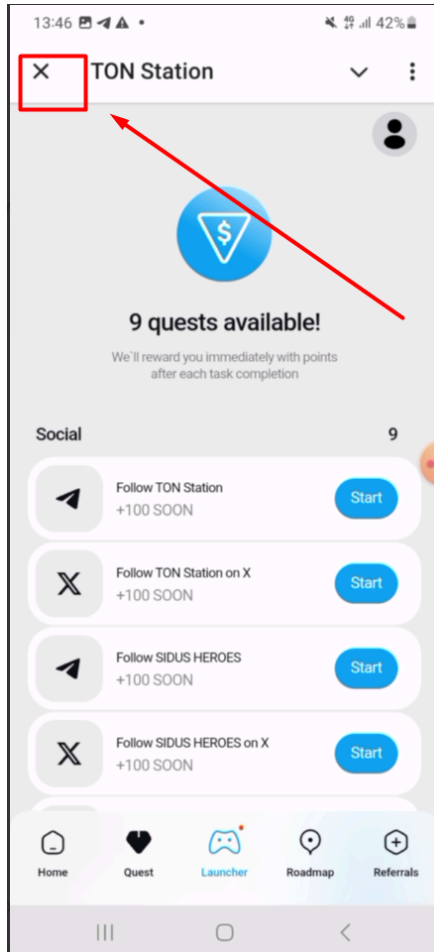 13:46 42%
TON Station
$
9 quests available!
We`ll reward you immediately with points
after each task completion
Social 9
Follow TON Station
+100 SOON
Start
Follow TON Station on X
+100 SOON
Start
Follow SIDUS HEROES
+100 SOON
Start
Follow SIDUS HEROES on X
+100 SOON
Start
Home Quest Launcher Roadmap Referrals